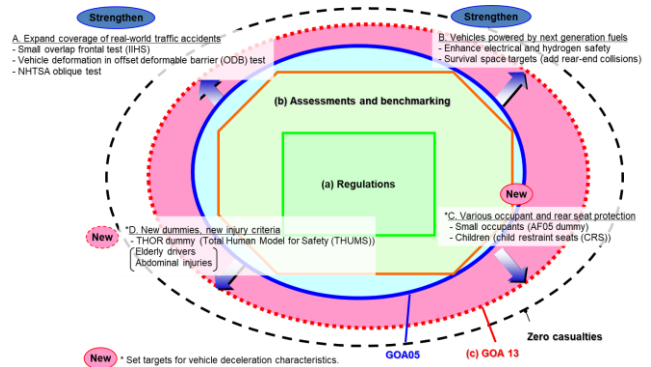 Strengthen
Strengthen
A. Expand coverage of real-world traffic accidents
- Small overlap frontal test (IIHS)
- Vehicle deformation in offset deformable barrier (ODB) test
- NHTSA oblique test
B. Vehicles powered by next generation fuels
- Enhance electrical and hydrogen safety
- Survival space targets (add rear-end collisions)
(b) Assessments and benchmarking
(a) Regulations
New
*C. Various occupant and rear seat protection
- Small occupants (AF05 dummy)
- Children (child restraint seats (CRS))
New
*D. New dummies, new injury criteria
- THOR dummy (Total Human Model for Safety (THUMS))
Elderly drivers
Abdominal injuries
Zero casualties
GOA05
(c) GOA 13
New
* Set targets for vehicle deceleration characteristics.